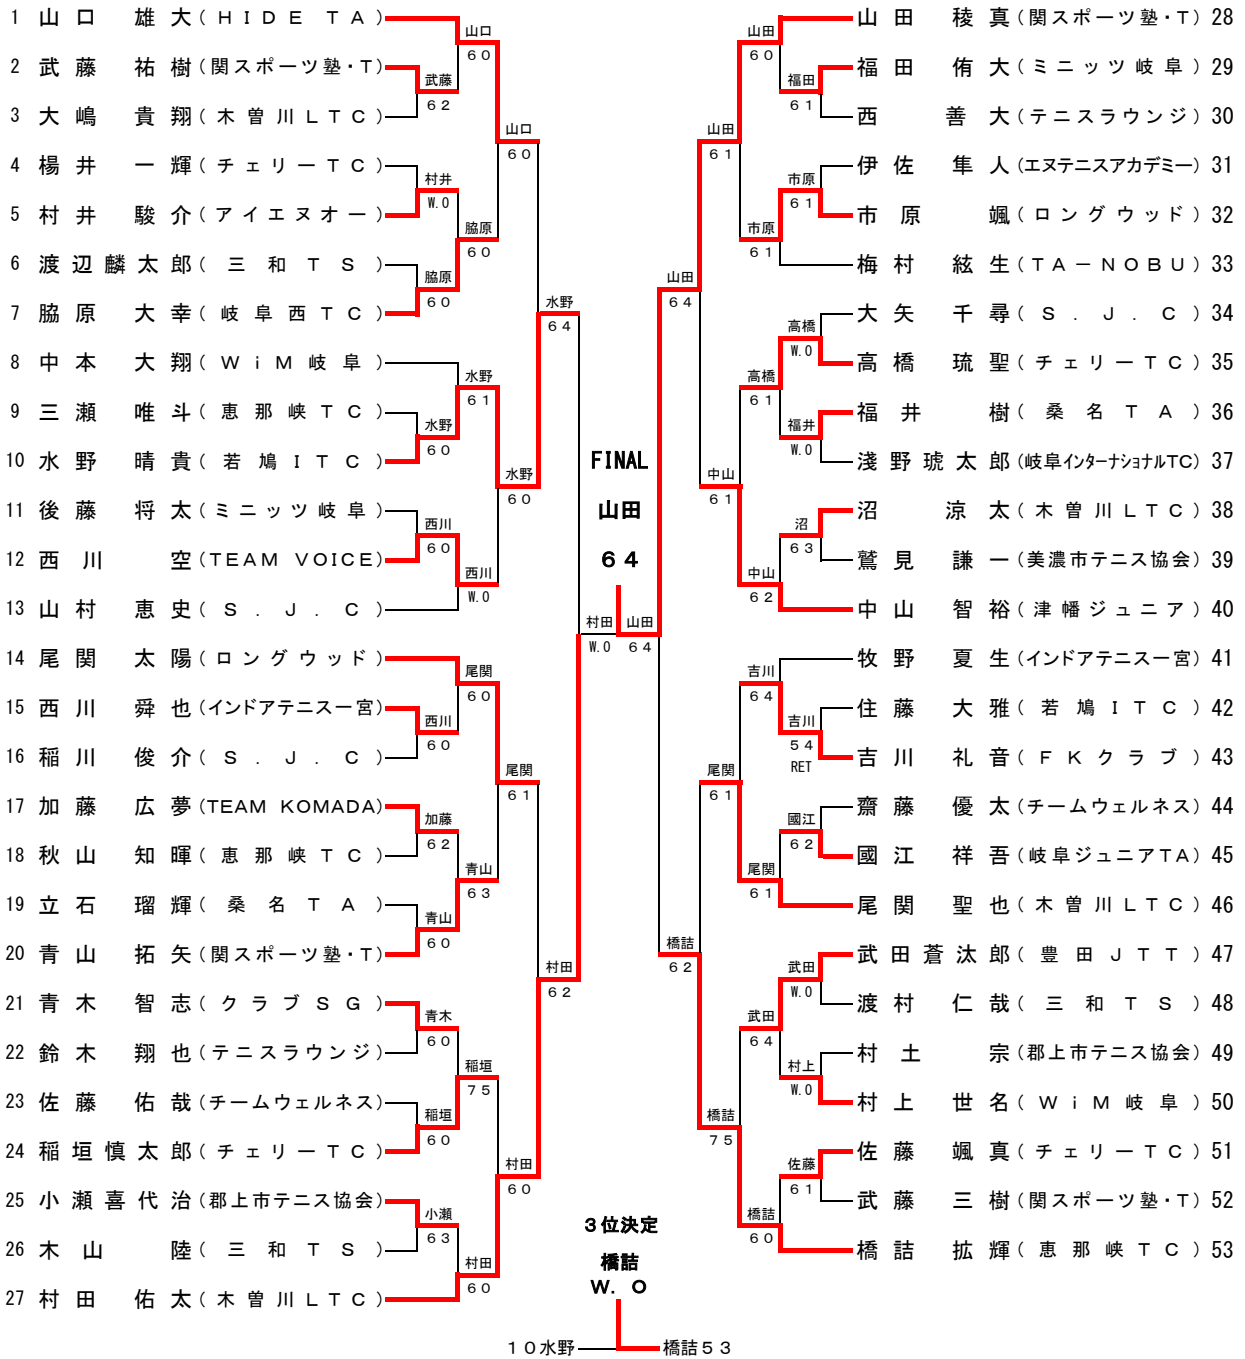 1 山口 雄大(HIDE TA)
2 武藤 祐樹(関スポーツ塾・T)
3 大嶋 貴翔(木曽川LTC)
4 楊井 一輝(チェリーTC)
5 村井 駿介(アイエヌオー)
6 渡辺麟太郎(三和TS)
7 脇原 大幸(岐阜西TC)
8 中本 大翔(WiM岐阜)
9 三瀬 唯斗(恵那峡TC)
10 水野 晴貴(若鳩ITC)
11 後藤 将太(ミニッツ岐阜)
12 西川 空(TEAM VOICE)
13 山村 恵史(S.J.C)
14 尾関 太陽(ロングウッド)
15 西川 舜也(インドアテニス一宮)
16 稲川 俊介(S.J.C)
17 加藤 広夢(TEAM KOMADA)
18 秋山 知暉(恵那峡TC)
19 立石 瑠輝(桑名TA)
20 青山 拓矢(関スポーツ塾・T)
21 青木 智志(クラブSG)
22 鈴木 翔也(テニスラウンジ)
23 佐藤 佑哉(チームウェルネス)
24 稲垣慎太郎(チェリーTC)
25 小瀬喜代治(郡上市テニス協会)
26 木山 陸(三和TS)
27 村田 佑太(木曽川LTC)
武藤
62
村井
W.0
脇原
60
水野
60
西川
60
西川
60
加藤
62
青山
60
青木
60
稲垣
60
小瀬
63
山口
60
脇原
60
水野
61
西川
W.0
尾関
60
青山
63
稲垣
75
村田
60
山口
60
水野
60
尾関
61
村田
60
水野
64
村田
62
村田
W.0
FINAL
山田
64
山田
64
山田
64
橋詰
62
山田
61
中山
61
尾関
61
橋詰
75
山田
60
市原
61
高橋
61
中山
62
吉川
64
尾関
61
武田
64
橋詰
60
福田
61
市原
61
高橋
W.0
福井
W.0
沼
63
吉川
54
RET
國江
62
武田
W.0
村上
W.0
佐藤
61
山田 稜真(関スポーツ塾・T) 28
福田 侑大(ミニッツ岐阜) 29
西 善大(テニスラウンジ) 30
伊佐 隼人(エヌテニスアカデミー) 31
市原 颯(ロングウッド) 32
梅村 絃生(TA-NOBU) 33
大矢 千尋(S.J.C) 34
高橋 琉聖(チェリーTC) 35
福井 樹(桑名TA) 36
淺野琥太郎(岐阜インターナショナルTC) 37
沼 涼太(木曽川LTC) 38
鷲見 謙一(美濃市テニス協会) 39
中山 智裕(津幡ジュニア) 40
牧野 夏生(インドアテニス一宮) 41
住藤 大雅(若鳩ITC) 42
吉川 礼音(FKクラブ) 43
齋藤 優太(チームウェルネス) 44
國江 祥吾(岐阜ジュニアTA) 45
尾関 聖也(木曽川LTC) 46
武田蒼汰郎(豊田JTT) 47
渡村 仁哉(三和TS) 48
村土 宗(郡上市テニス協会) 49
村上 世名(WiM岐阜) 50
佐藤 颯真(チェリーTC) 51
武藤 三樹(関スポーツ塾・T) 52
橋詰 拡輝(恵那峡TC) 53
3位決定
橋詰
W.O
10水野
橋詰53